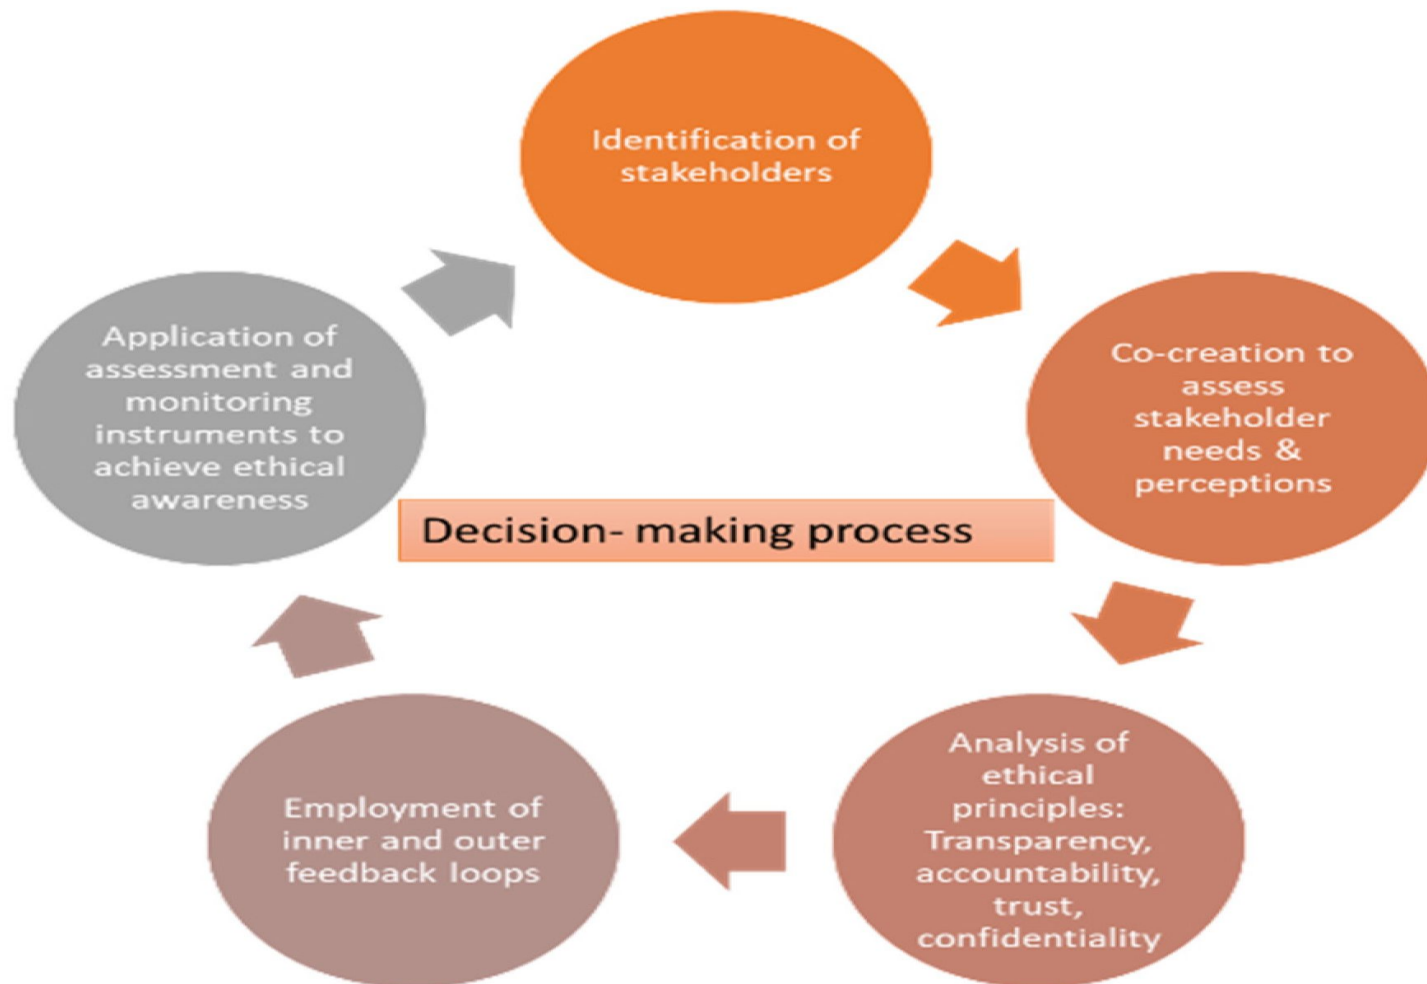 Identification of
stakeholders
Co-creation to
assess
stakeholder
needs &
perceptions
Analysis of
ethical
principles:
Transparency,
accountability,
trust,
confidentiality
Employment of
inner and outer
feedback loops
Application of
assessment and
monitoring
instruments to
achieve ethical
awareness
Decision- making process